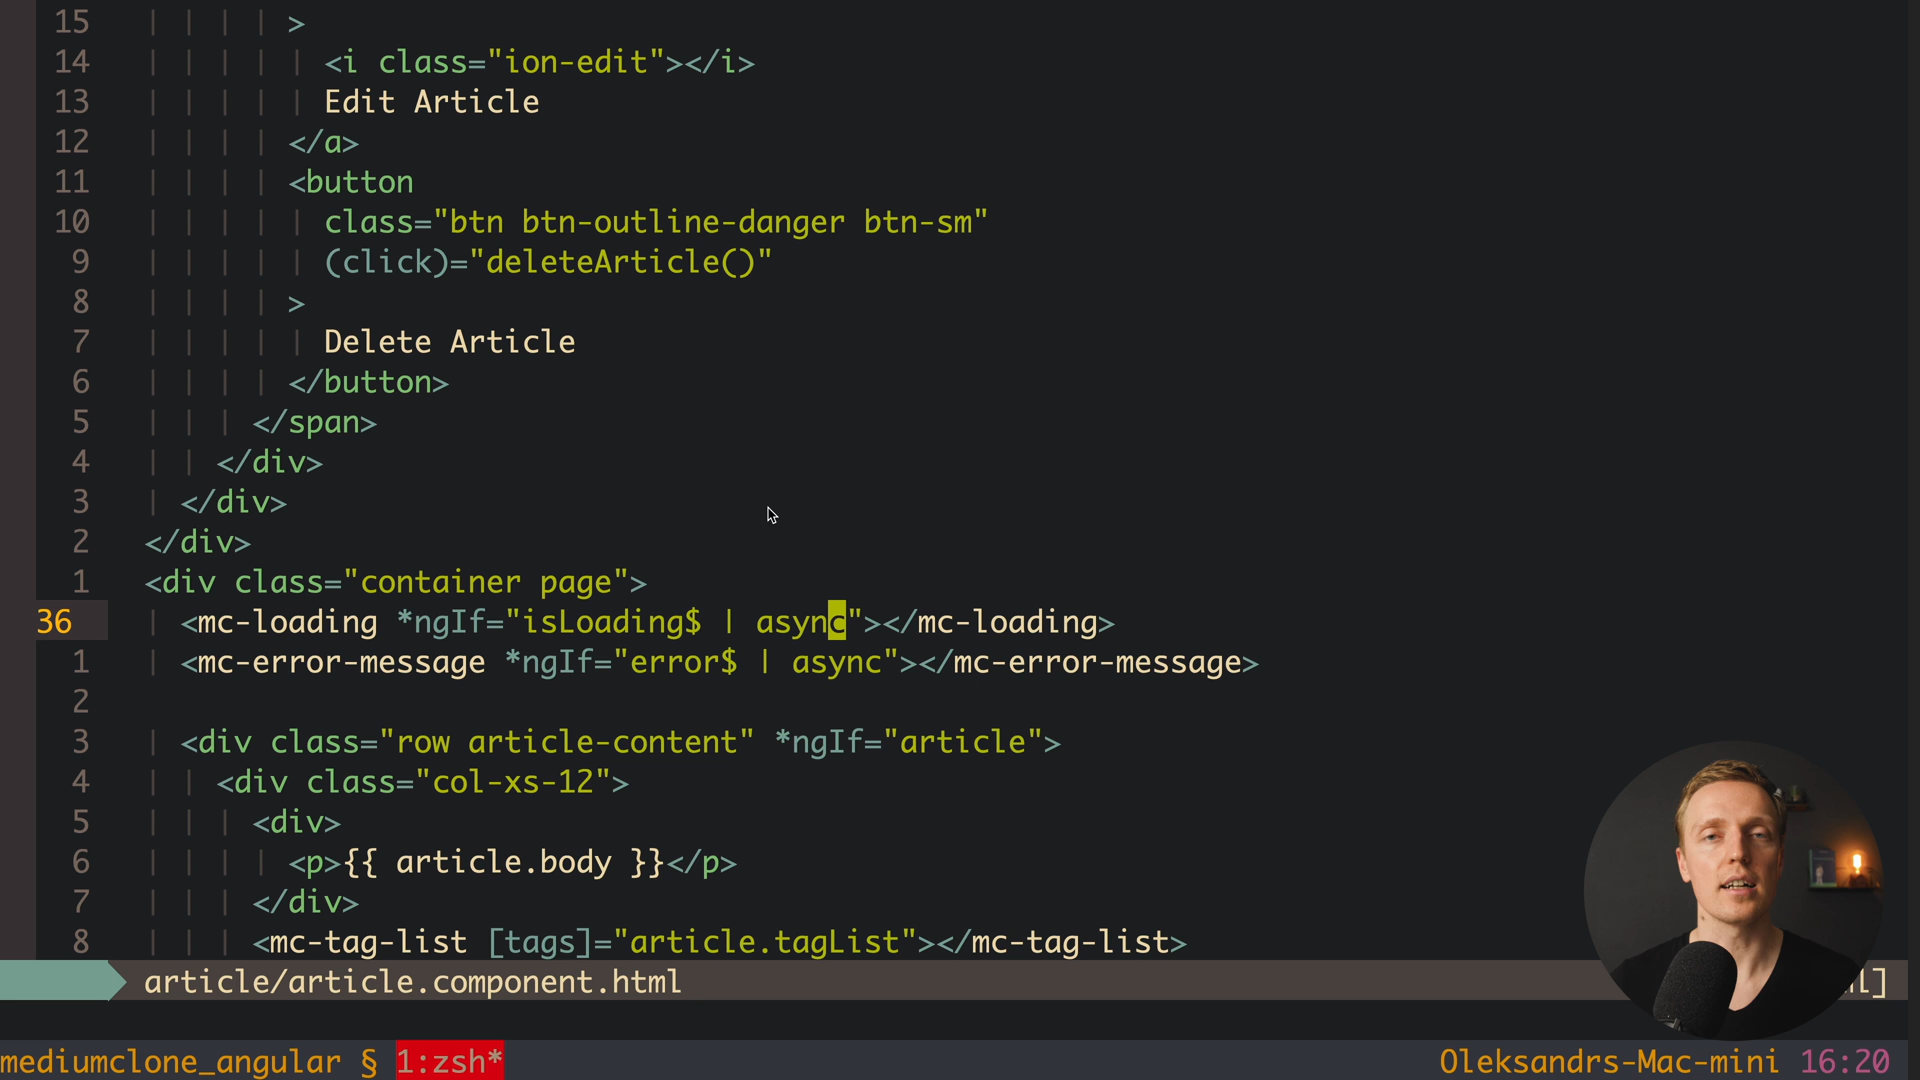 15 >
14 <i class="ion-edit"></i>
13 Edit Article
12 </a>
11 <button
10 class="btn btn-outline-danger btn-sm"
9 (click)="deleteArticle()"
8 >
7 Delete Article
6 </button>
5 </span>
4 </div>
3 </div>
2 </div>
1 <div class="container page">
36 <mc-loading *ngIf="isLoading$ | async"></mc-loading>
1 <mc-error-message *ngIf="error$ | async"></mc-error-message>
2
3 <div class="row article-content" *ngIf="article">
4 <div class="col-xs-12">
5 <div>
6 <p>{{ article.body }}</p>
7 </div>
8 <mc-tag-list [tags]="article.tagList"></mc-tag-list>
article/article.component.html
mediumclone_angular § 1:zsh* Oleksandrs-Mac-mini 16:20